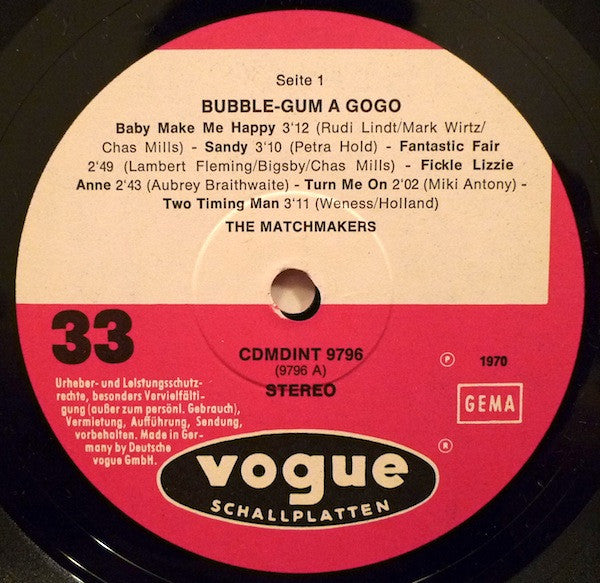 Seite 1
BUBBLE-GUM A GOGO
Baby Make Me Happy 3'12 (Rudi Lindt/Mark Wirtz/
Chas Mills) - Sandy 3'10 (Petra Hold) - Fantastic Fair
2'49 (Lambert Fleming/Bigsby/Chas Mills) - Fickle Lizzie
Anne 2'43 (Aubrey Braithwaite) - Turn Me On 2'02 (Miki Antony) -
Two Timing Man 3'11 (Weness/Holland)
THE MATCHMAKERS
33
CDMDINT 9796
(9796 A)
STEREO
℗ 1970
GEMA
Urheber- und Leistungsschutz-
rechte, besonders Vervielfälti-
gung (außer zum persönl. Gebrauch),
Vermietung, Aufführung, Sendung,
vorbehalten. Made in Ger-
many by Deutsche
vogue GmbH.
®
vogue
SCHALLPLATTEN